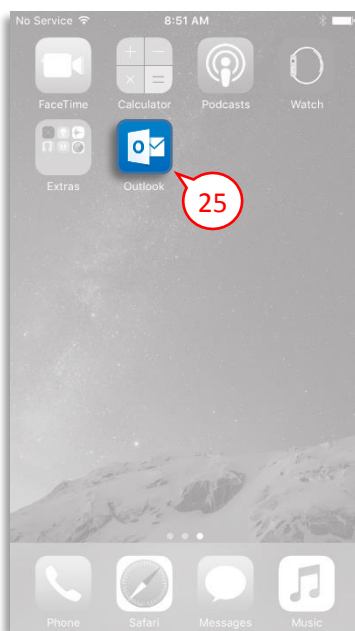 No Service 8:51 AM
FaceTime Calculator Podcasts Watch
Extras Outlook
25
Phone Safari Messages Music